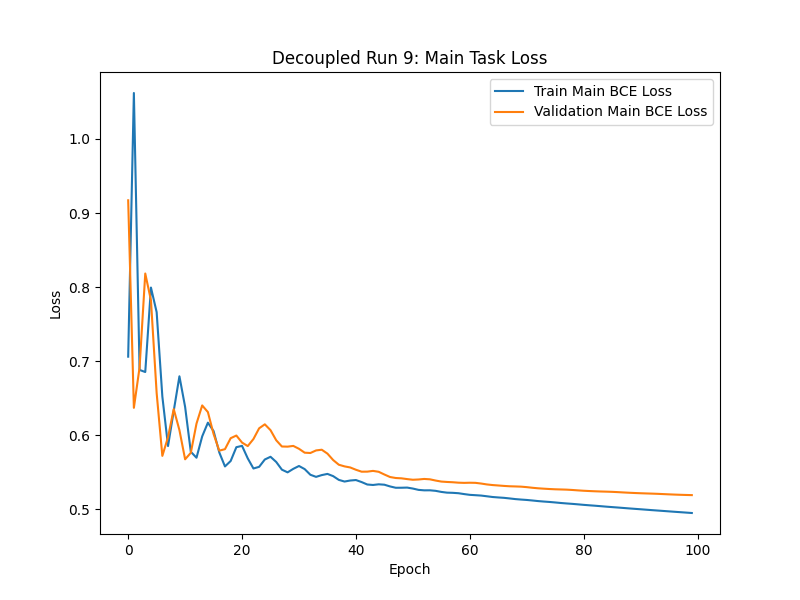 Decoupled Run 9: Main Task Loss
Train Main BCE Loss
Validation Main BCE Loss
1.0
0.9
0.8
0.7
0.6
0.5
Loss
0 20 40 60 80 100
Epoch